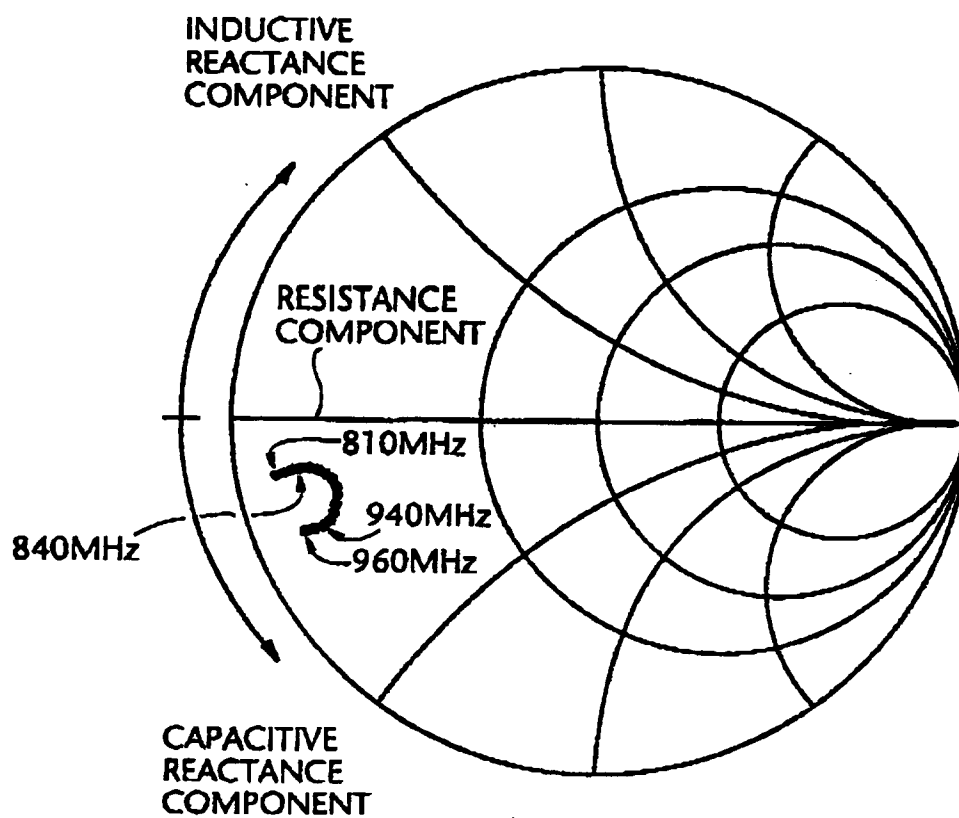 INDUCTIVE
REACTANCE
COMPONENT
RESISTANCE
COMPONENT
810MHz
940MHz
840MHz
960MHz
CAPACITIVE
REACTANCE
COMPONENT